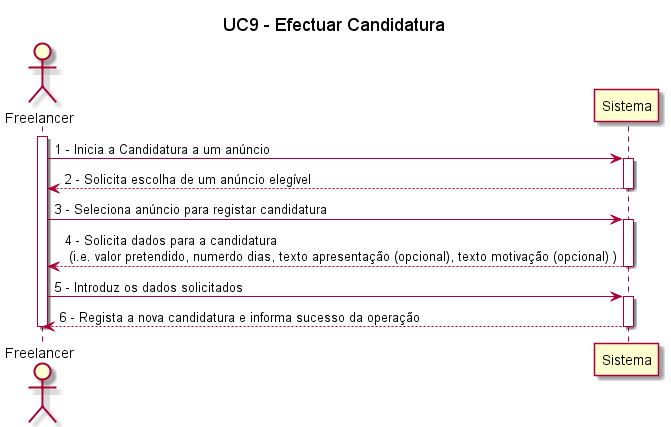 UC9 - Efectuar Candidatura
Freelancer
Sistema
1 - Inicia a Candidatura a um anúncio
2 - Solicita escolha de um anúncio elegível
3 - Seleciona anúncio para registar candidatura
4 - Solicita dados para a candidatura
(i.e. valor pretendido, numerdo dias, texto apresentação (opcional), texto motivação (opcional) )
5 - Introduz os dados solicitados
6 - Regista a nova candidatura e informa sucesso da operação
Freelancer
Sistema